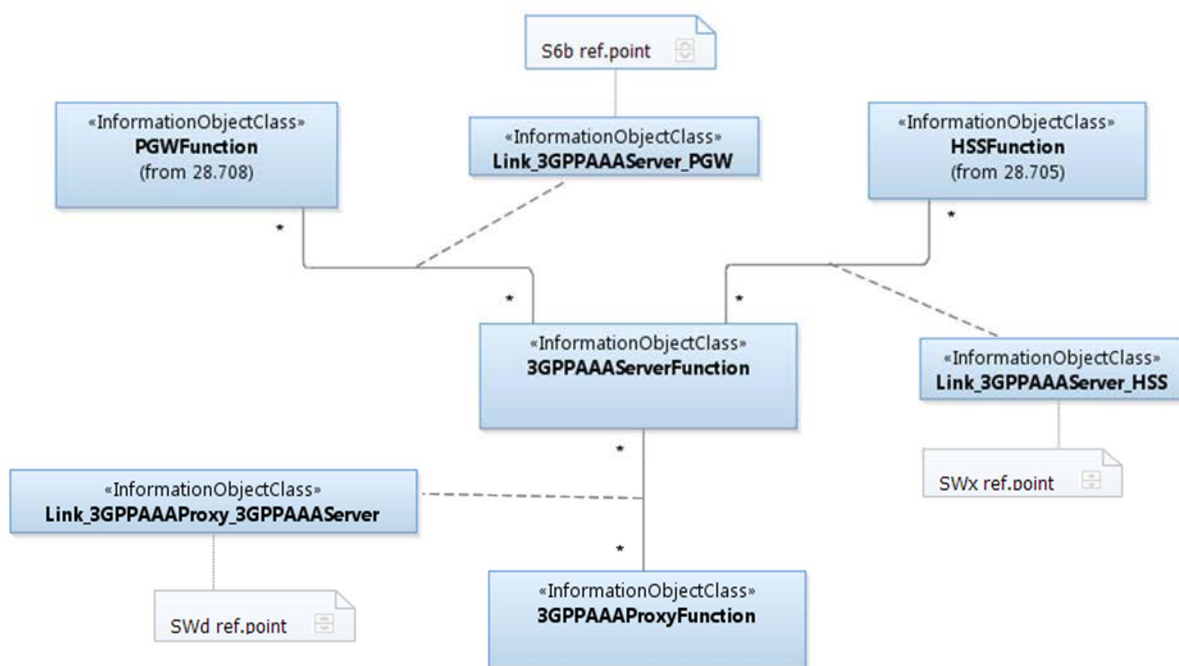 S6b ref.point
«InformationObjectClass»
PGWFunction
(from 28.708)
«InformationObjectClass»
Link_3GPPAAAServer_PGW
«InformationObjectClass»
HSSFunction
(from 28.705)
*
*
*
*
«InformationObjectClass»
3GPPAAAServerFunction
«InformationObjectClass»
Link_3GPPAAAServer_HSS
*
SWx ref.point
«InformationObjectClass»
Link_3GPPAAAProxy_3GPPAAAServer
*
«InformationObjectClass»
3GPPAAAProxyFunction
SWd ref.point